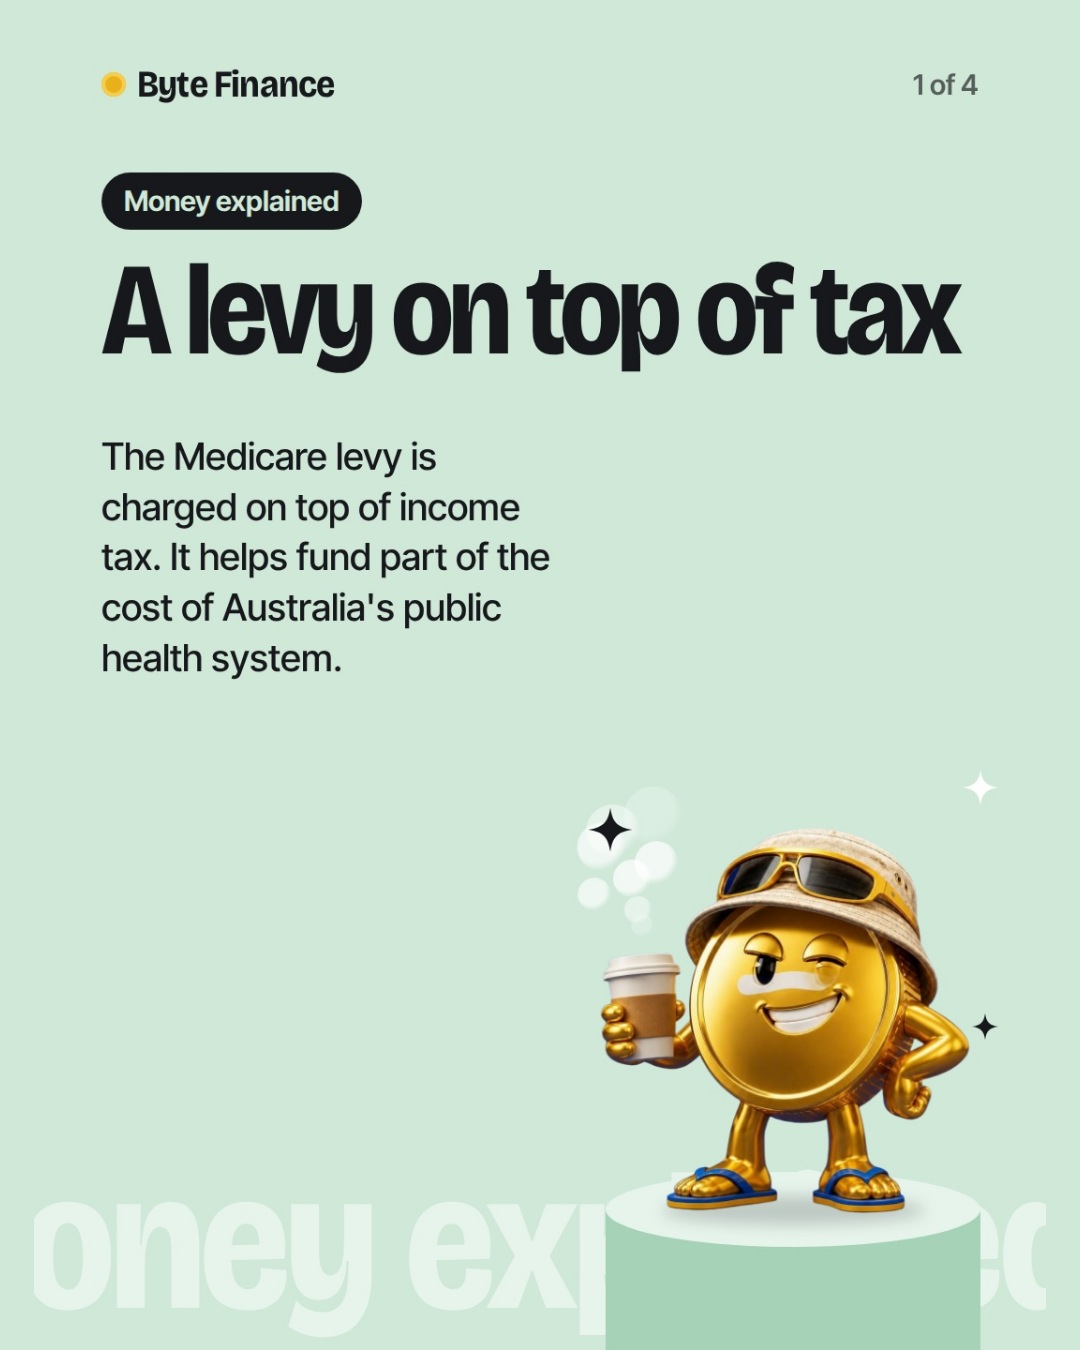 Byte Finance
1 of 4
Money explained
A levy on top of tax
The Medicare levy is
charged on top of income
tax. It helps fund part of the
cost of Australia's public
health system.
oney exp